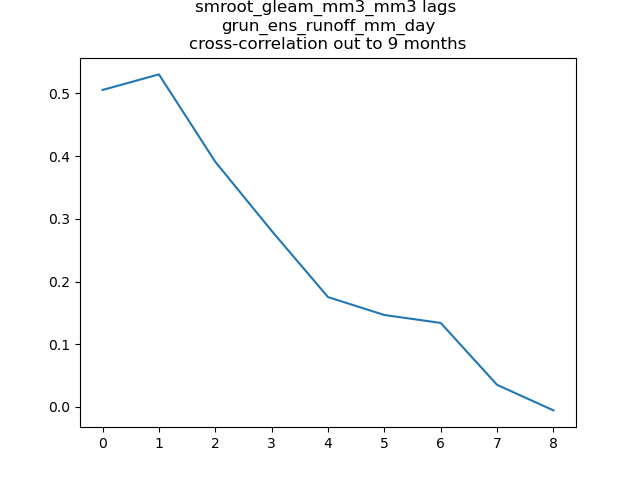 smroot_gleam_mm3_mm3 lags
grun_ens_runoff_mm_day
cross-correlation out to 9 months
0.5
0.4
0.3
0.2
0.1
0.0
0 1 2 3 4 5 6 7 8